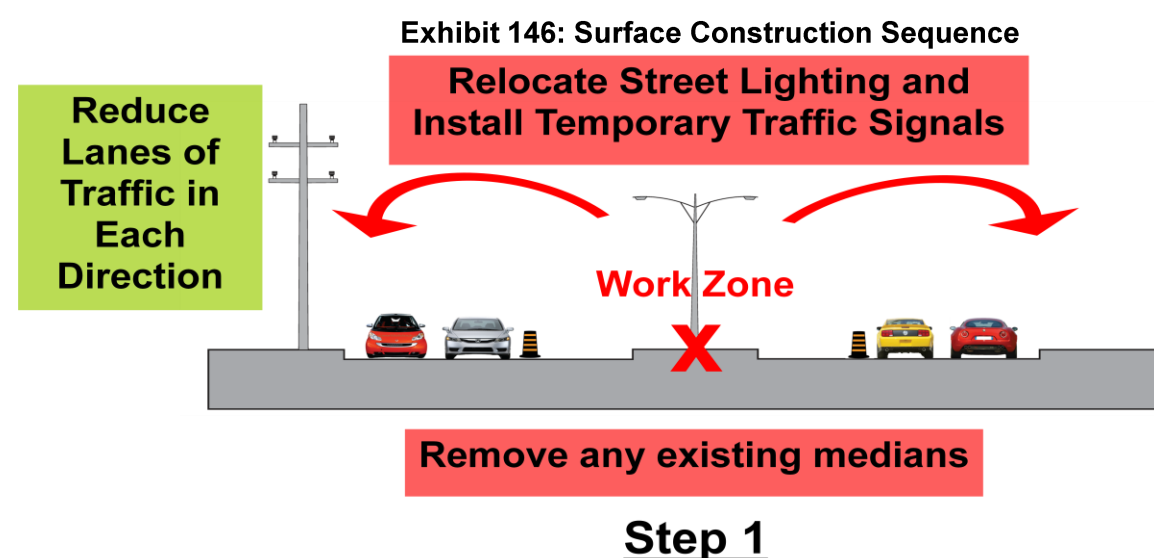 Exhibit 146: Surface Construction Sequence
Relocate Street Lighting and
Install Temporary Traffic Signals
Reduce
Lanes of
Traffic in
Each
Direction
Work Zone
X
Remove any existing medians
Step 1